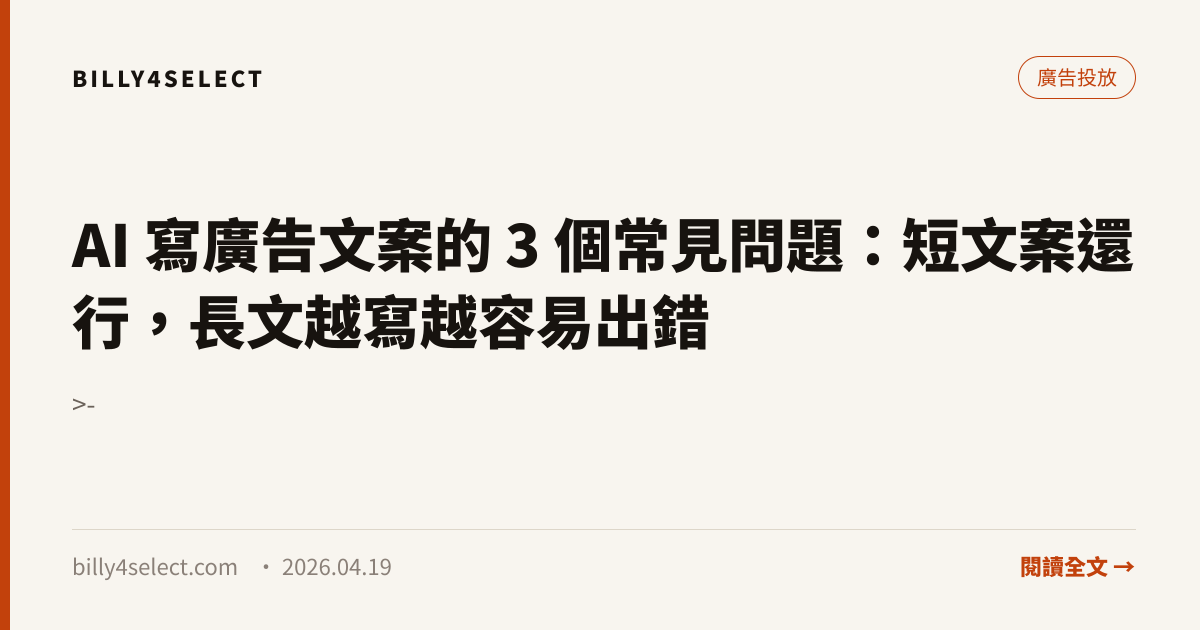 BILLY4SELECT
廣告投放
AI 寫廣告文案的 3 個常見問題：短文案還
行，長文越寫越容易出錯
>-
billy4select.com • 2026.04.19
閱讀全文 →